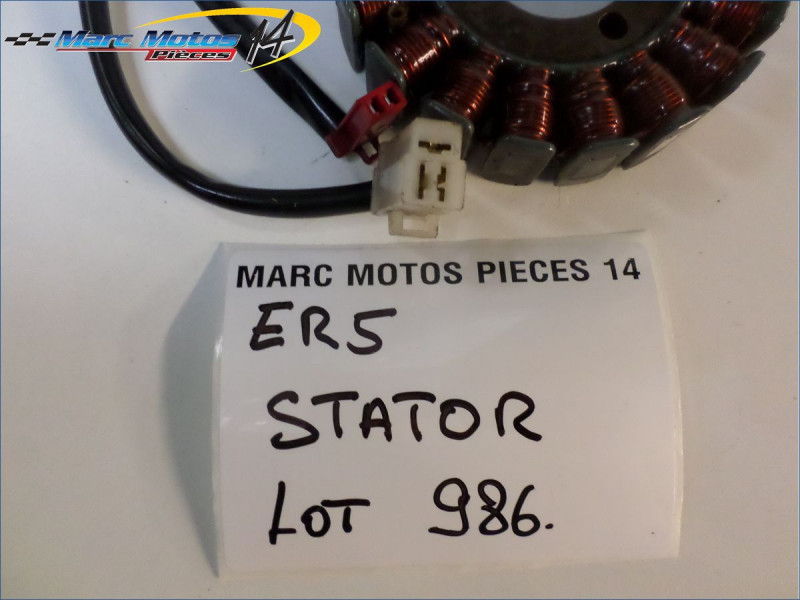 Marc Motos 14
Pièces
MARC MOTOS PIECES 14
ER5
STATOR
LOT 986.